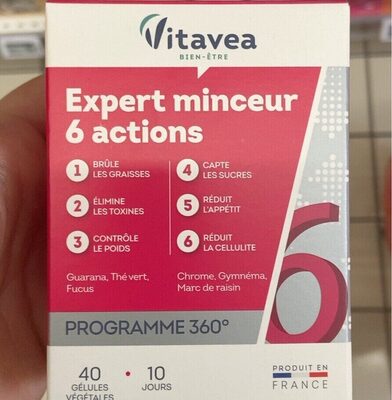 Vitavea
BIEN-ÊTRE
Expert minceur
6 actions
1 BRÛLE
LES GRAISSES
2 ÉLIMINE
LES TOXINES
3 CONTRÔLE
LE POIDS
Guarana, Thé vert,
Fucus
4 CAPTE
LES SUCRES
5 RÉDUIT
L'APPÉTIT
6 RÉDUIT
LA CELLULITE
Chrome, Gymnéma,
Marc de raisin
6
PROGRAMME 360°
40
GÉLULES
VÉGÉTALES
• 10
JOURS
PRODUIT EN
FRANCE